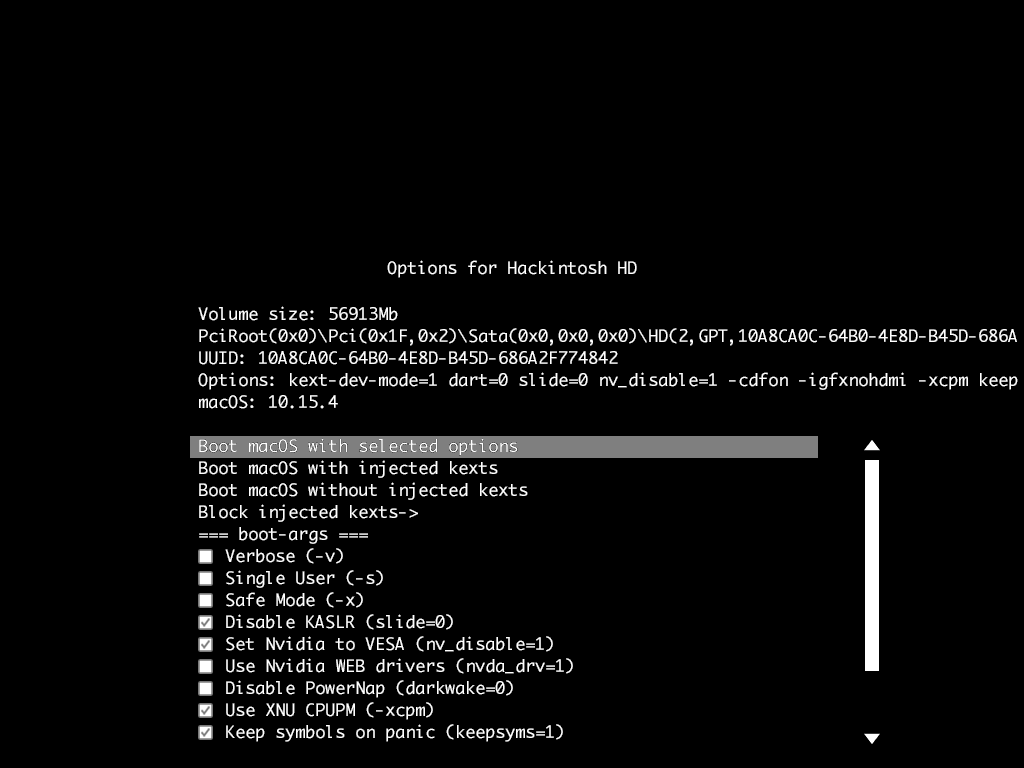 Options for Hackintosh HD
Volume size: 56913Mb
PciRoot(0x0)\Pci(0x1F,0x2)\Sata(0x0,0x0,0x0)\HD(2,GPT,10A8CA0C-64B0-4E8D-B45D-686A
UUID: 10A8CA0C-64B0-4E8D-B45D-686A2F774842
Options: kext-dev-mode=1 dart=0 slide=0 nv_disable=1 -cdfon -igfxnohdmi -xcpm keep
macOS: 10.15.4
Boot macOS with selected options
Boot macOS with injected kexts
Boot macOS without injected kexts
Block injected kexts->
=== boot-args ===
Verbose (-v)
Single User (-s)
Safe Mode (-x)
Disable KASLR (slide=0)
Set Nvidia to VESA (nv_disable=1)
Use Nvidia WEB drivers (nvda_drv=1)
Disable PowerNap (darkwake=0)
Use XNU CPUPM (-xcpm)
Keep symbols on panic (keepsyms=1)